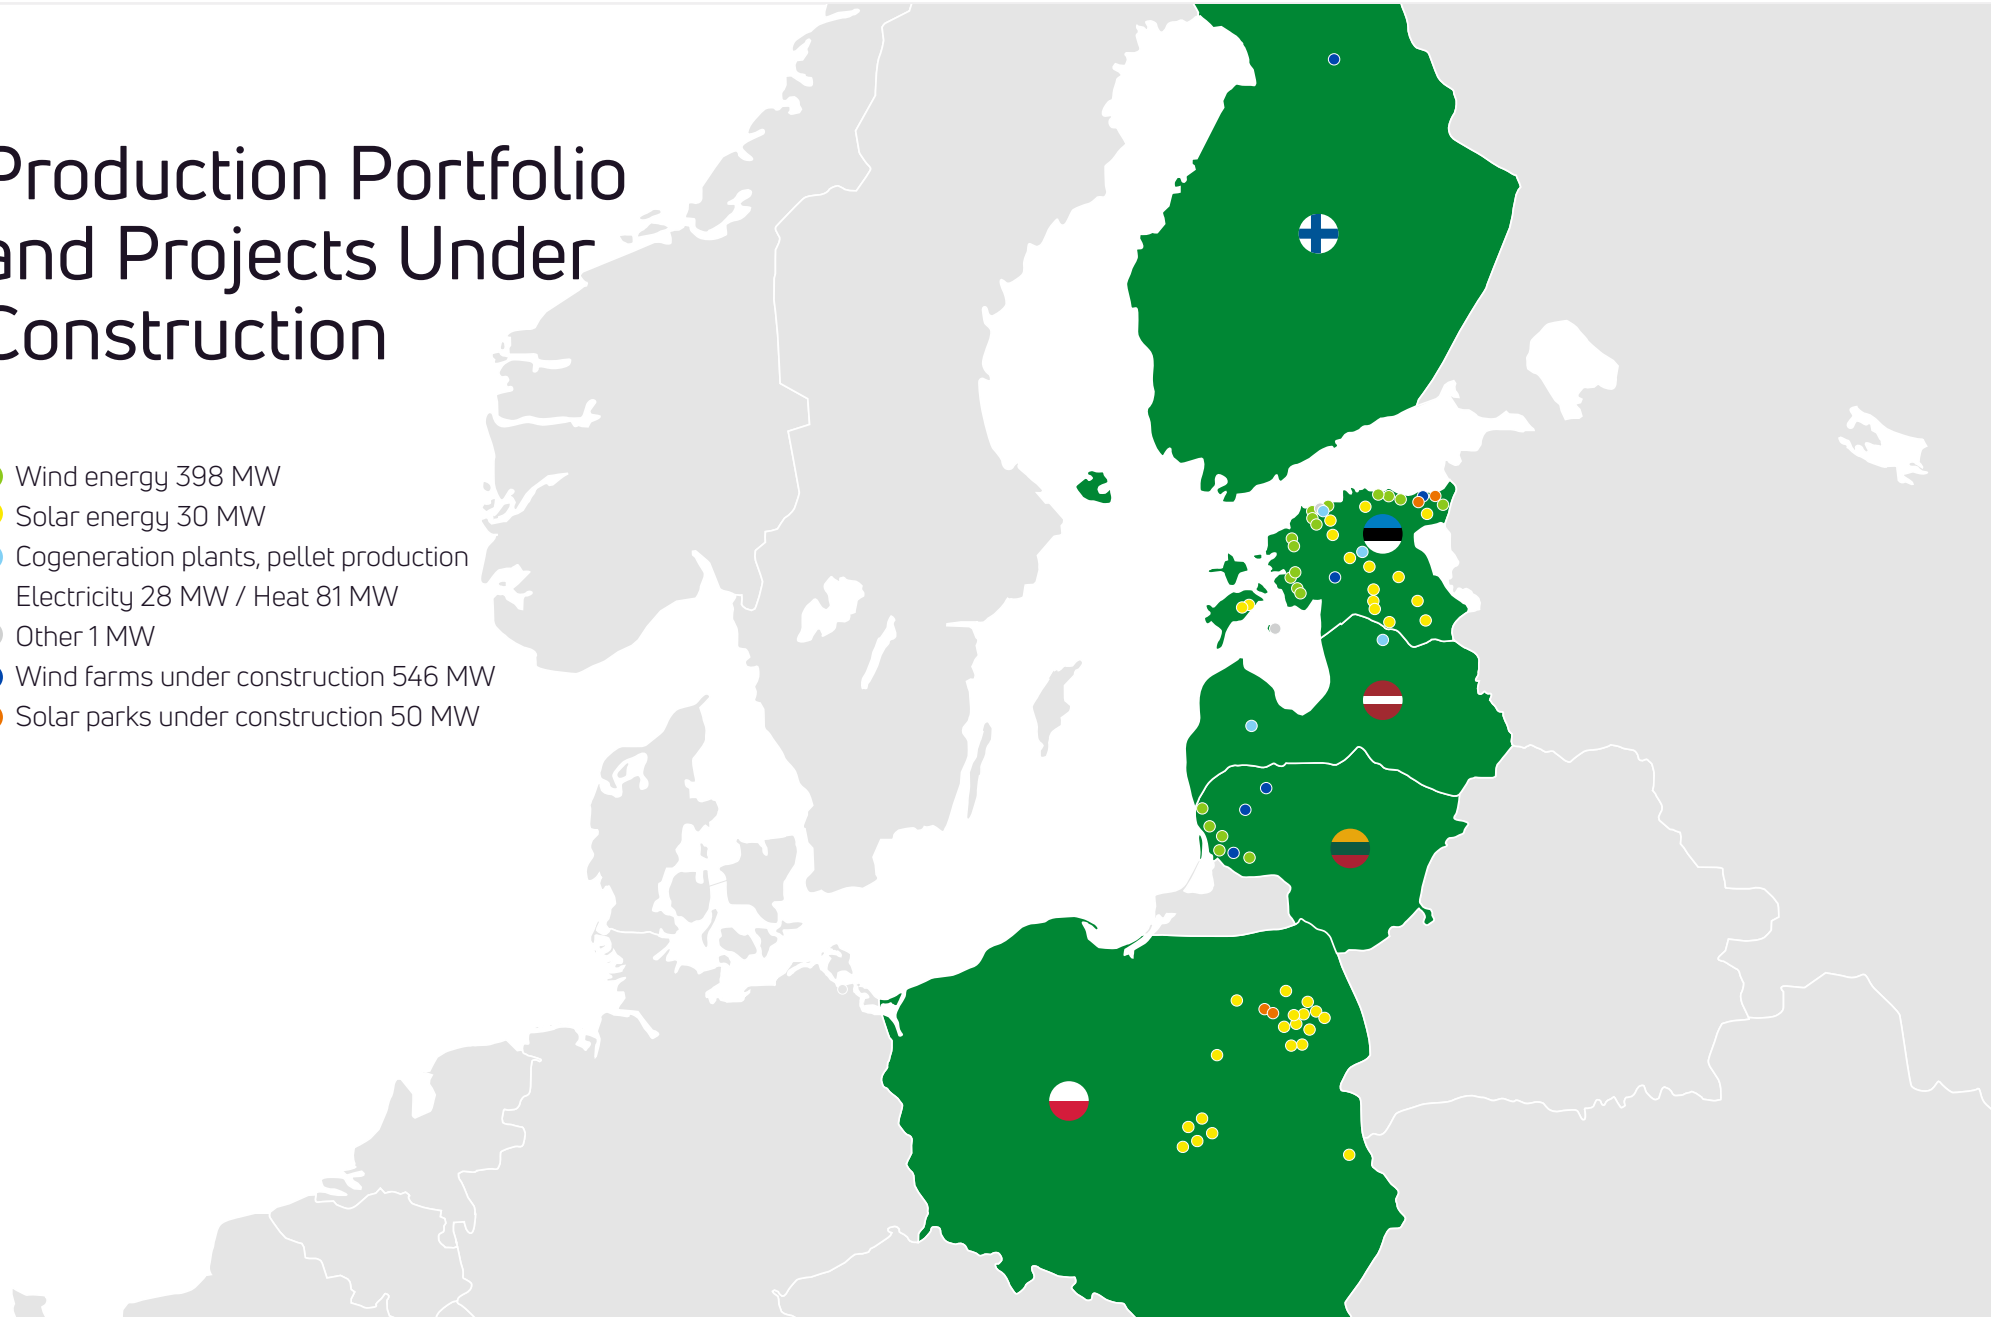 Production Portfolio
and Projects Under
Construction
Wind energy 398 MW
Solar energy 30 MW
Cogeneration plants, pellet production
Electricity 28 MW / Heat 81 MW
Other 1 MW
Wind farms under construction 546 MW
Solar parks under construction 50 MW